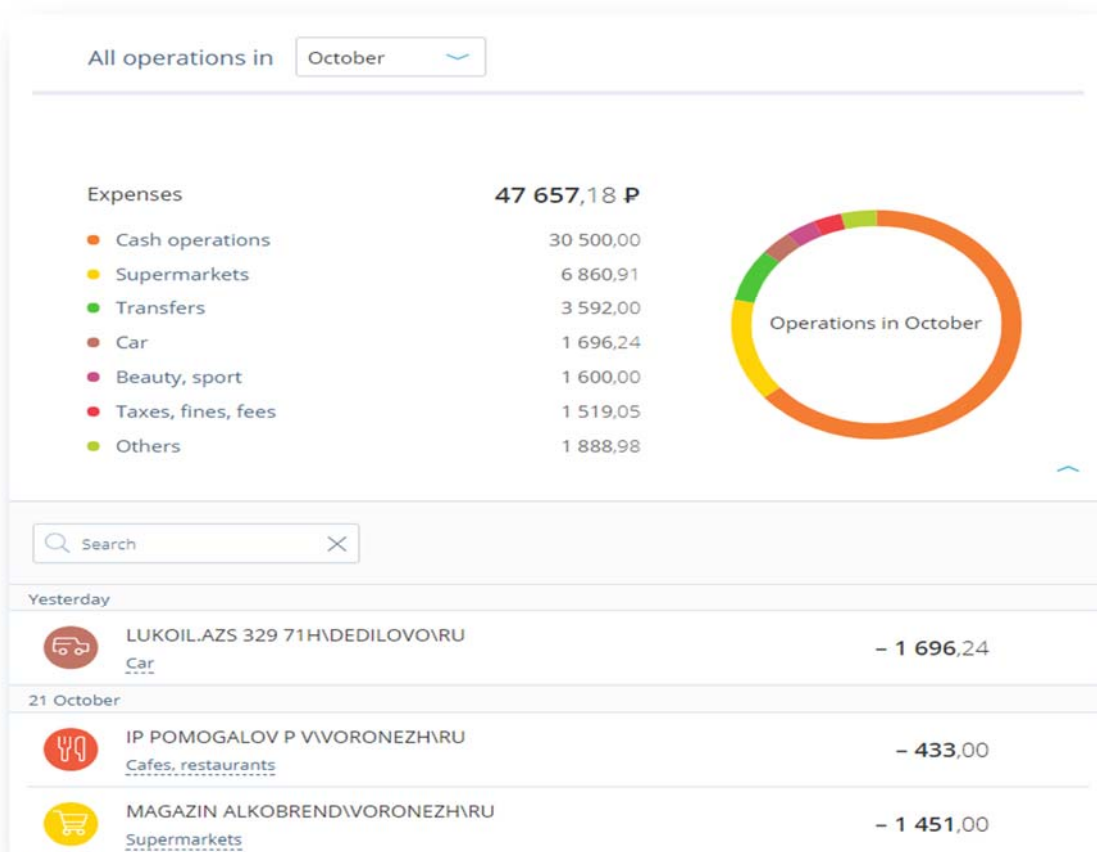 All operations in October
Expenses 47 657,18 ₽
Cash operations 30 500,00
Supermarkets 6 860,91
Transfers 3 592,00
Car 1 696,24
Beauty, sport 1 600,00
Taxes, fines, fees 1 519,05
Others 1 888,98
Operations in October
Search
Yesterday
LUKOIL.AZS 329 71H\DEDILOVO\RU
Car
– 1 696,24
21 October
IP POMOGALOV P V\VORONEZH\RU
Cafes, restaurants
– 433,00
MAGAZIN ALKOBREND\VORONEZH\RU
Supermarkets
– 1 451,00